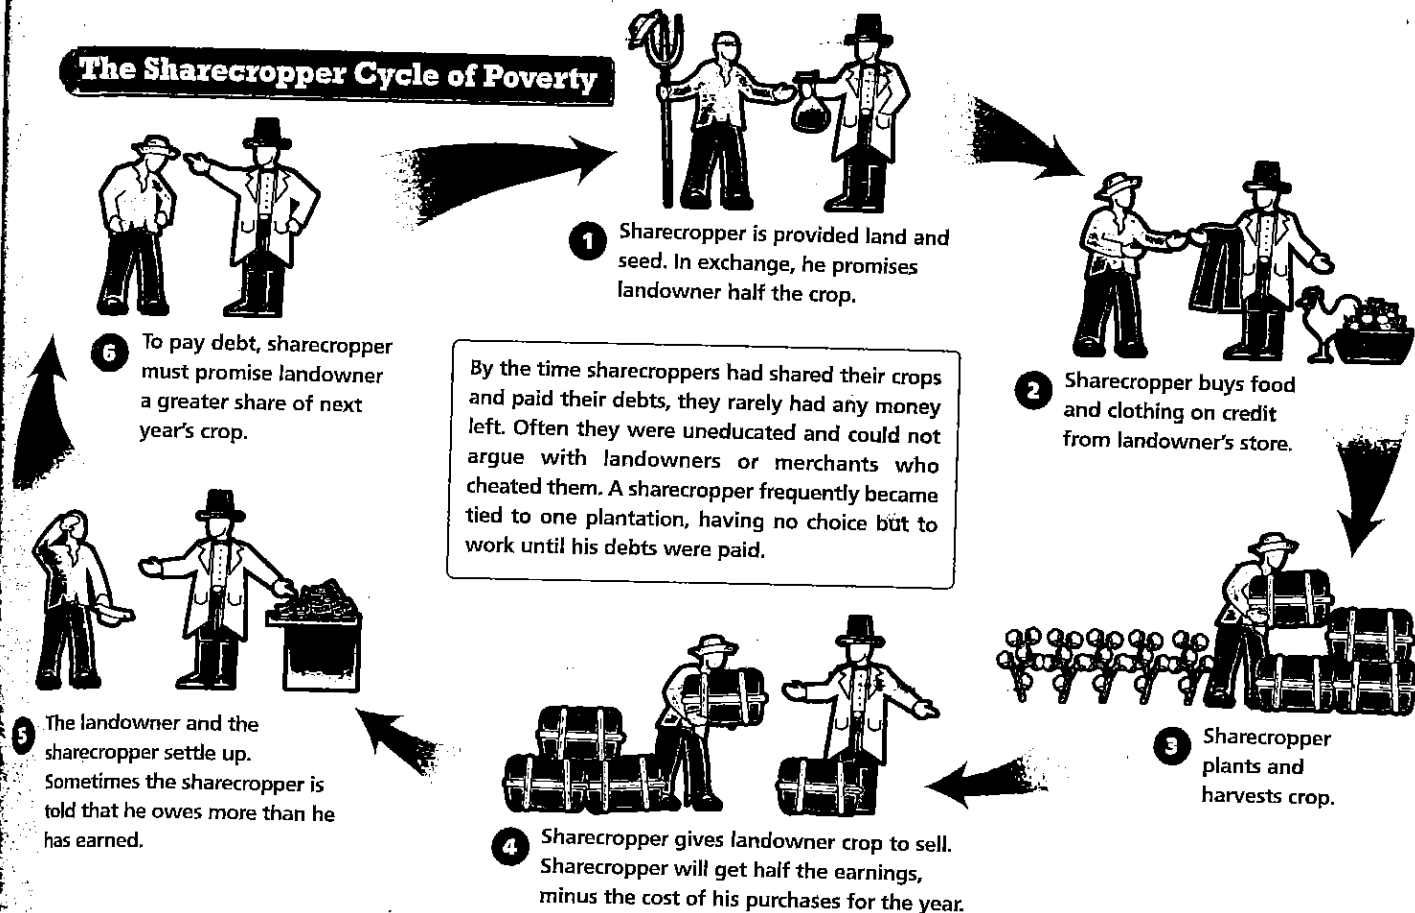 The Sharecropper Cycle of Poverty
1
Sharecropper is provided land and
seed. In exchange, he promises
landowner half the crop.
2
Sharecropper buys food
and clothing on credit
from landowner's store.
3
Sharecropper
plants and
harvests crop.
4
Sharecropper gives landowner crop to sell.
Sharecropper will get half the earnings,
minus the cost of his purchases for the year.
5
The landowner and the
sharecropper settle up.
Sometimes the sharecropper is
told that he owes more than he
has earned.
6
To pay debt, sharecropper
must promise landowner
a greater share of next
year's crop.
By the time sharecroppers had shared their crops
and paid their debts, they rarely had any money
left. Often they were uneducated and could not
argue with landowners or merchants who
cheated them. A sharecropper frequently became
tied to one plantation, having no choice but to
work until his debts were paid.